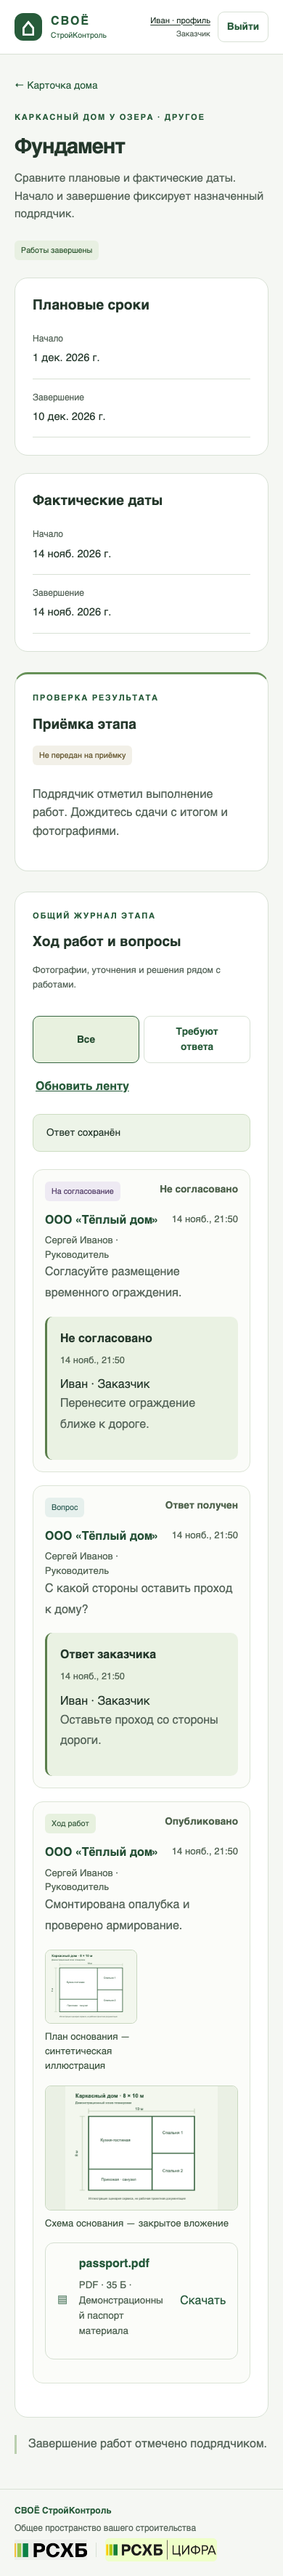 СВОЁ
СтройКонтроль
Иван · профиль
Заказчик
Выйти
← Карточка дома
КАРКАСНЫЙ ДОМ У ОЗЕРА · ДРУГОЕ
Фундамент
Сравните плановые и фактические даты.
Начало и завершение фиксирует назначенный
подрядчик.
Работы завершены
Плановые сроки
Начало
1 дек. 2026 г.
Завершение
10 дек. 2026 г.
Фактические даты
Начало
14 нояб. 2026 г.
Завершение
14 нояб. 2026 г.
ПРОВЕРКА РЕЗУЛЬТАТА
Приёмка этапа
Не передан на приёмку
Подрядчик отметил выполнение
работ. Дождитесь сдачи с итогом и
фотографиями.
ОБЩИЙ ЖУРНАЛ ЭТАПА
Ход работ и вопросы
Фотографии, уточнения и решения рядом с
работами.
Все
Требуют
ответа
Обновить ленту
Ответ сохранён
На согласование
Не согласовано
ООО «Тёплый дом»
14 нояб., 21:50
Сергей Иванов ·
Руководитель
Согласуйте размещение
временного ограждения.
Не согласовано
14 нояб., 21:50
Иван · Заказчик
Перенесите ограждение
ближе к дороге.
Вопрос
Ответ получен
ООО «Тёплый дом»
14 нояб., 21:50
Сергей Иванов ·
Руководитель
С какой стороны оставить проход
к дому?
Ответ заказчика
14 нояб., 21:50
Иван · Заказчик
Оставьте проход со стороны
дороги.
Ход работ
Опубликовано
ООО «Тёплый дом»
14 нояб., 21:50
Сергей Иванов ·
Руководитель
Смонтирована опалубка и
проверено армирование.
Каркасный дом · 8 × 10 м
План основания —
синтетическая
иллюстрация
Каркасный дом · 8 × 10 м
10 м
8 м
Кухня-гостиная
Спальня 1
Спальня 2
Прихожая · санузел
Схема основания — закрытое вложение
passport.pdf
PDF · 35 Б ·
Демонстрационны
й паспорт
материала
Скачать
Завершение работ отмечено подрядчиком.
СВОЁ СтройКонтроль
Общее пространство вашего строительства
РСХБ
РСХБ ЦИФРА